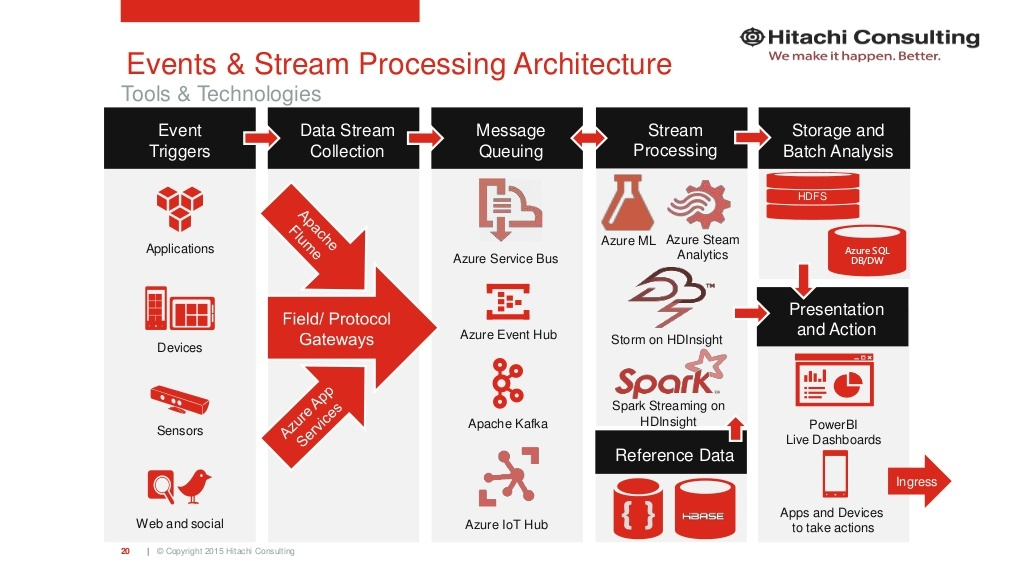 Hitachi Consulting
We make it happen. Better.
Events & Stream Processing Architecture
Tools & Technologies
Event
Triggers
Data Stream
Collection
Message
Queuing
Stream
Processing
Storage and
Batch Analysis
Applications
Devices
Sensors
Web and social
Apache
Flume
Field/ Protocol
Gateways
Azure App
Services
Azure Service Bus
Azure Event Hub
Apache Kafka
Azure IoT Hub
Azure ML
Azure Steam
Analytics
TM
Storm on HDInsight
Spark
Spark Streaming on
HDInsight
Reference Data
{ }
HBASE
HDFS
Azure SQL
DB/DW
Presentation
and Action
PowerBI
Live Dashboards
Apps and Devices
to take actions
Ingress
20 | © Copyright 2015 Hitachi Consulting